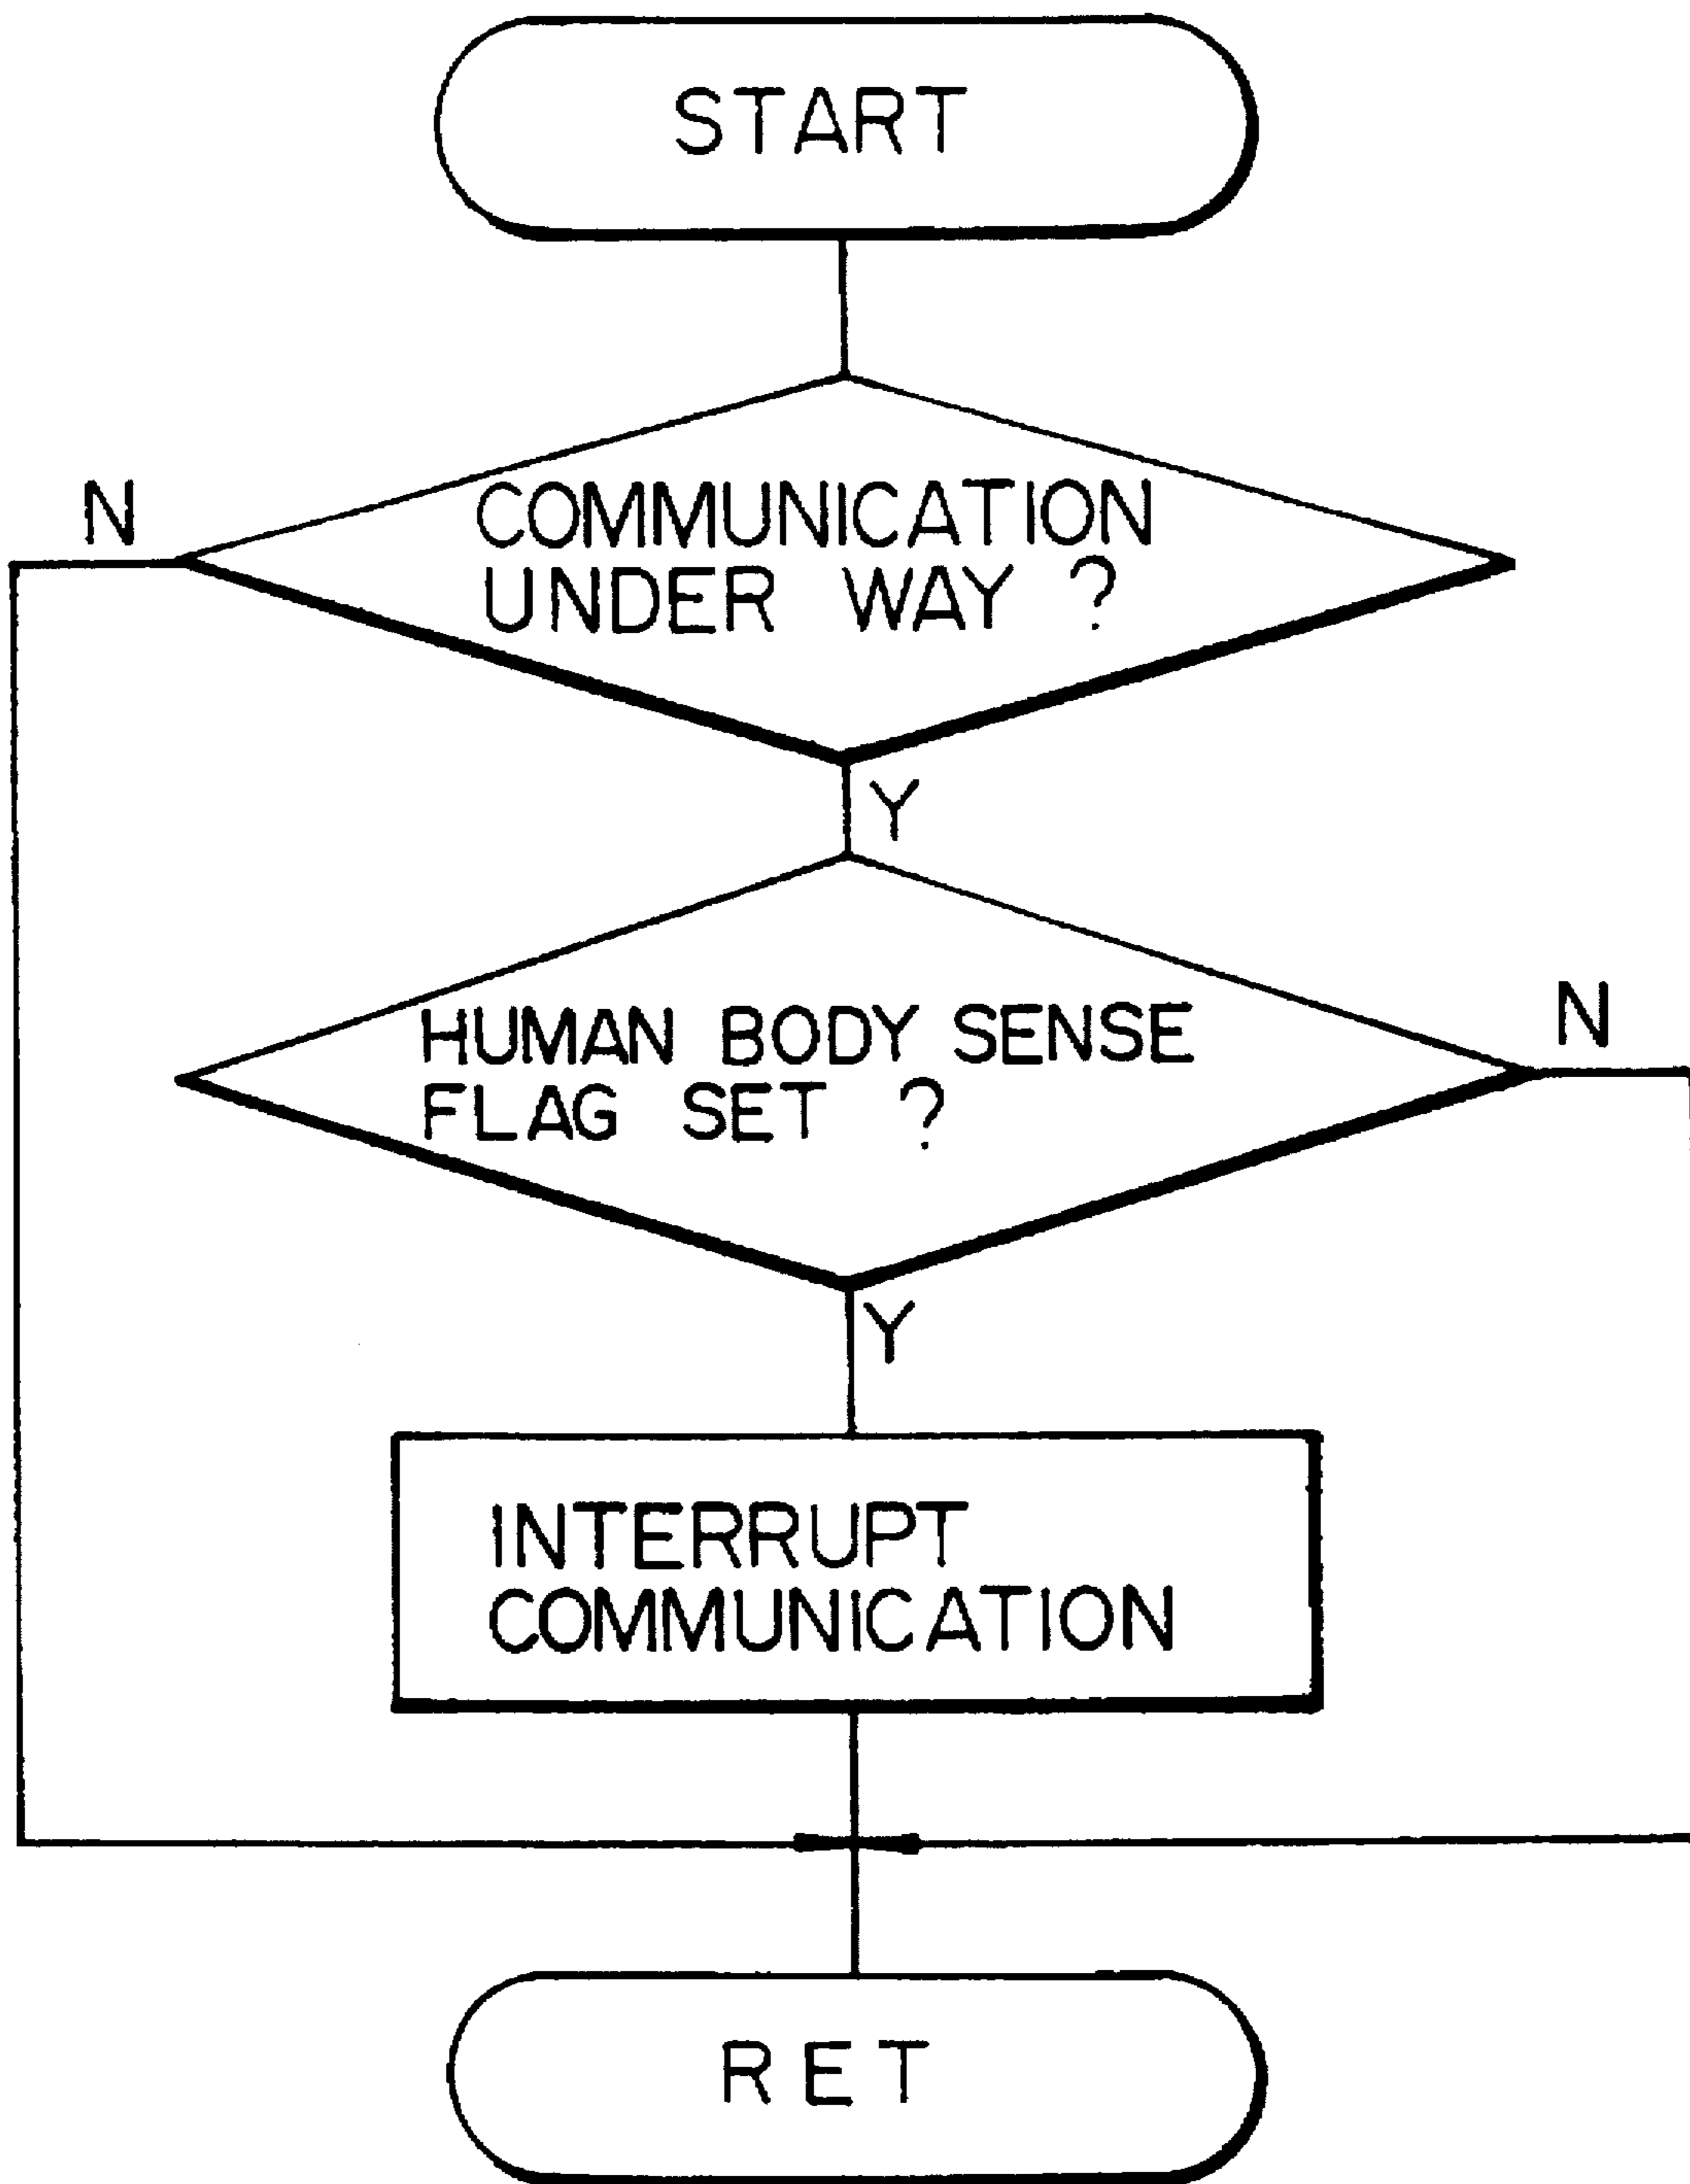 START
N
COMMUNICATION
UNDER WAY ?
Y
HUMAN BODY SENSE
FLAG SET ?
N
Y
INTERRUPT
COMMUNICATION
RET